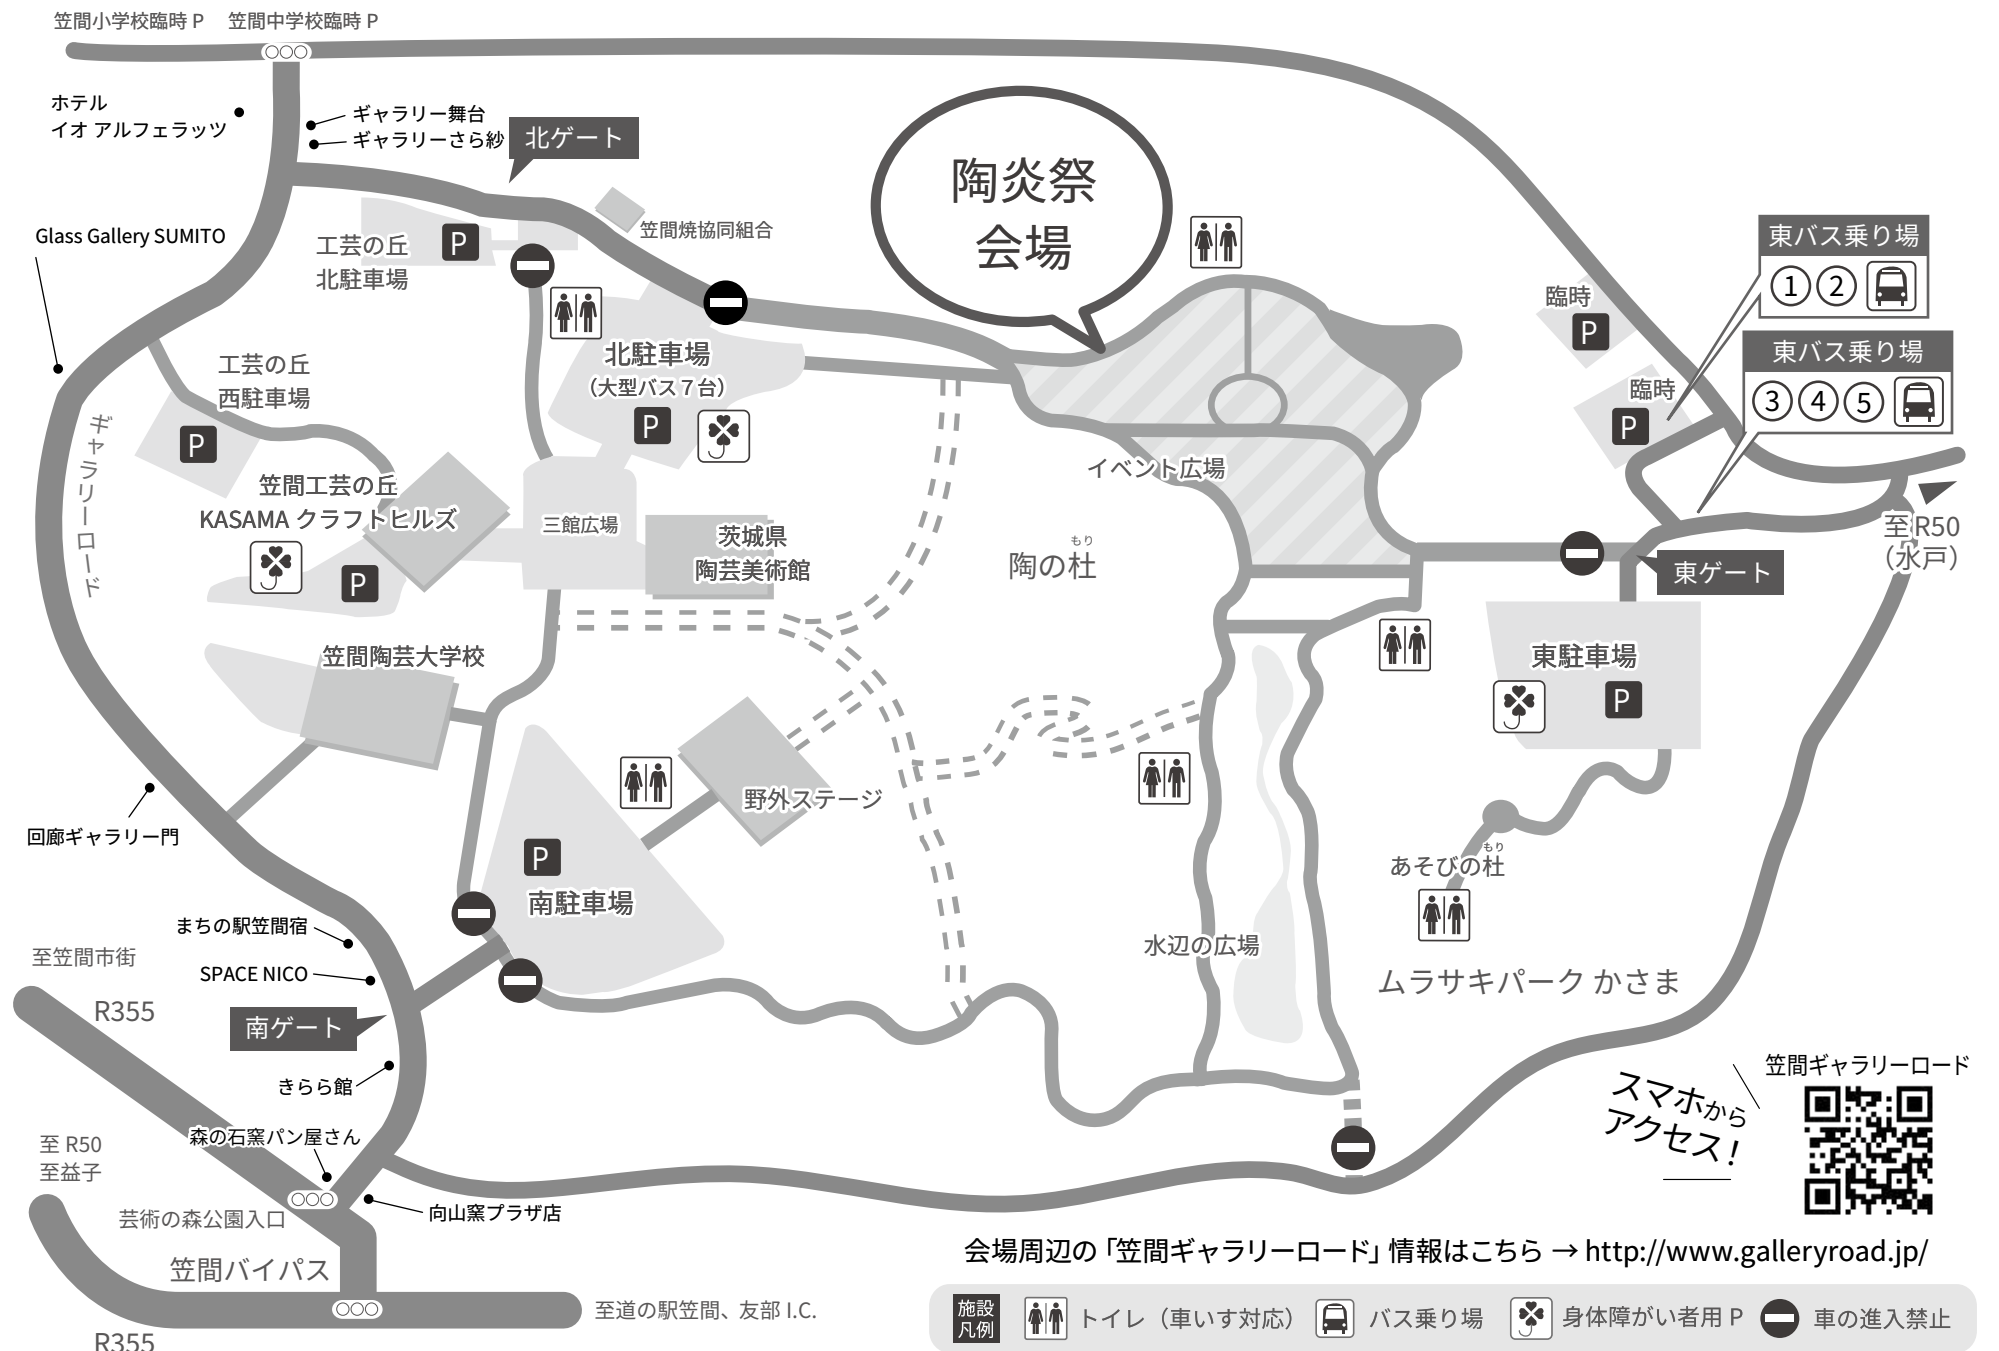 笠間小学校臨時 P
笠間中学校臨時 P
ホテル
イオ アルフェラッツ
ギャラリー舞台
ギャラリーさら紗
北ゲート
笠間焼協同組合
陶炎祭
会場
Glass Gallery SUMITO
工芸の丘
北駐車場
P
東バス乗り場
1 2
臨時
P
東バス乗り場
3 4 5
臨時
P
北駐車場
（大型バス７台）
P
工芸の丘
西駐車場
P
ギャラリーロード
笠間工芸の丘
KASAMA クラフトヒルズ
P
三館広場
茨城県
陶芸美術館
イベント広場
もり
陶の杜
至 R50
（水戸）
東ゲート
東駐車場
P
笠間陶芸大学校
野外ステージ
回廊ギャラリー門
P
南駐車場
もり
あそびの杜
水辺の広場
ムラサキパーク かさま
まちの駅笠間宿
SPACE NICO
至笠間市街
R355
南ゲート
きらら館
森の石窯パン屋さん
至 R50
至益子
芸術の森公園入口
向山窯プラザ店
笠間バイパス
R355
至道の駅笠間、友部 I.C.
笠間ギャラリーロード
スマホから
アクセス！
会場周辺の「笠間ギャラリーロード」情報はこちら → http://www.galleryroad.jp/
施設
凡例
トイレ（車いす対応）
バス乗り場
身体障がい者用 P
車の進入禁止